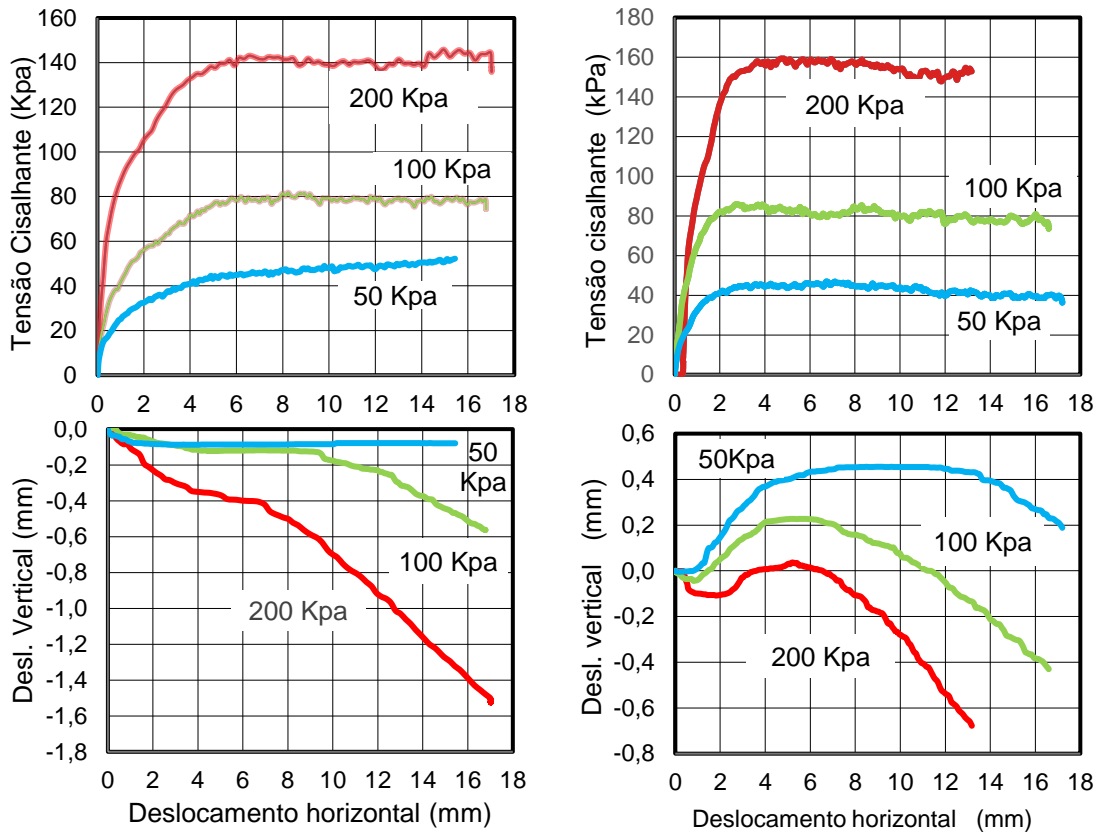 Tensão Cisalhante (Kpa)
160
140
120
100
80
60
40
20
0
200 Kpa
100 Kpa
50 Kpa
0 2 4 6 8 10 12 14 16 18
Tensão cisalhante (kPa)
180
160
140
120
100
80
60
40
20
0
200 Kpa
100 Kpa
50 Kpa
0 2 4 6 8 10 12 14 16 18
Desl. Vertical (mm)
0,0
-0,2
-0,4
-0,6
-0,8
-1,0
-1,2
-1,4
-1,6
-1,8
50
Kpa
100 Kpa
200 Kpa
0 2 4 6 8 10 12 14 16 18
Deslocamento horizontal (mm)
Desl. vertical (mm)
0,6
0,4
0,2
0,0
-0,2
-0,4
-0,6
-0,8
50Kpa
100 Kpa
200 Kpa
0 2 4 6 8 10 12 14 16 18
Deslocamento horizontal (mm)